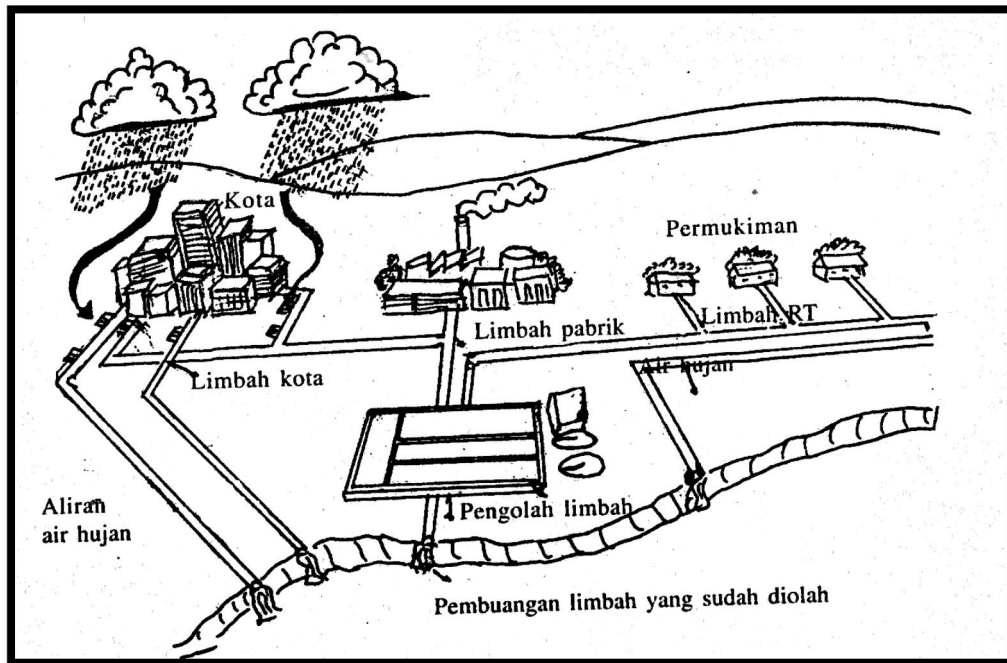 Kota
Permukiman
Limbah pabrik
Limbah RT
Air hujan
Limbah kota
Aliran
air hujan
Pengolah limbah
Pembuangan limbah yang sudah diolah